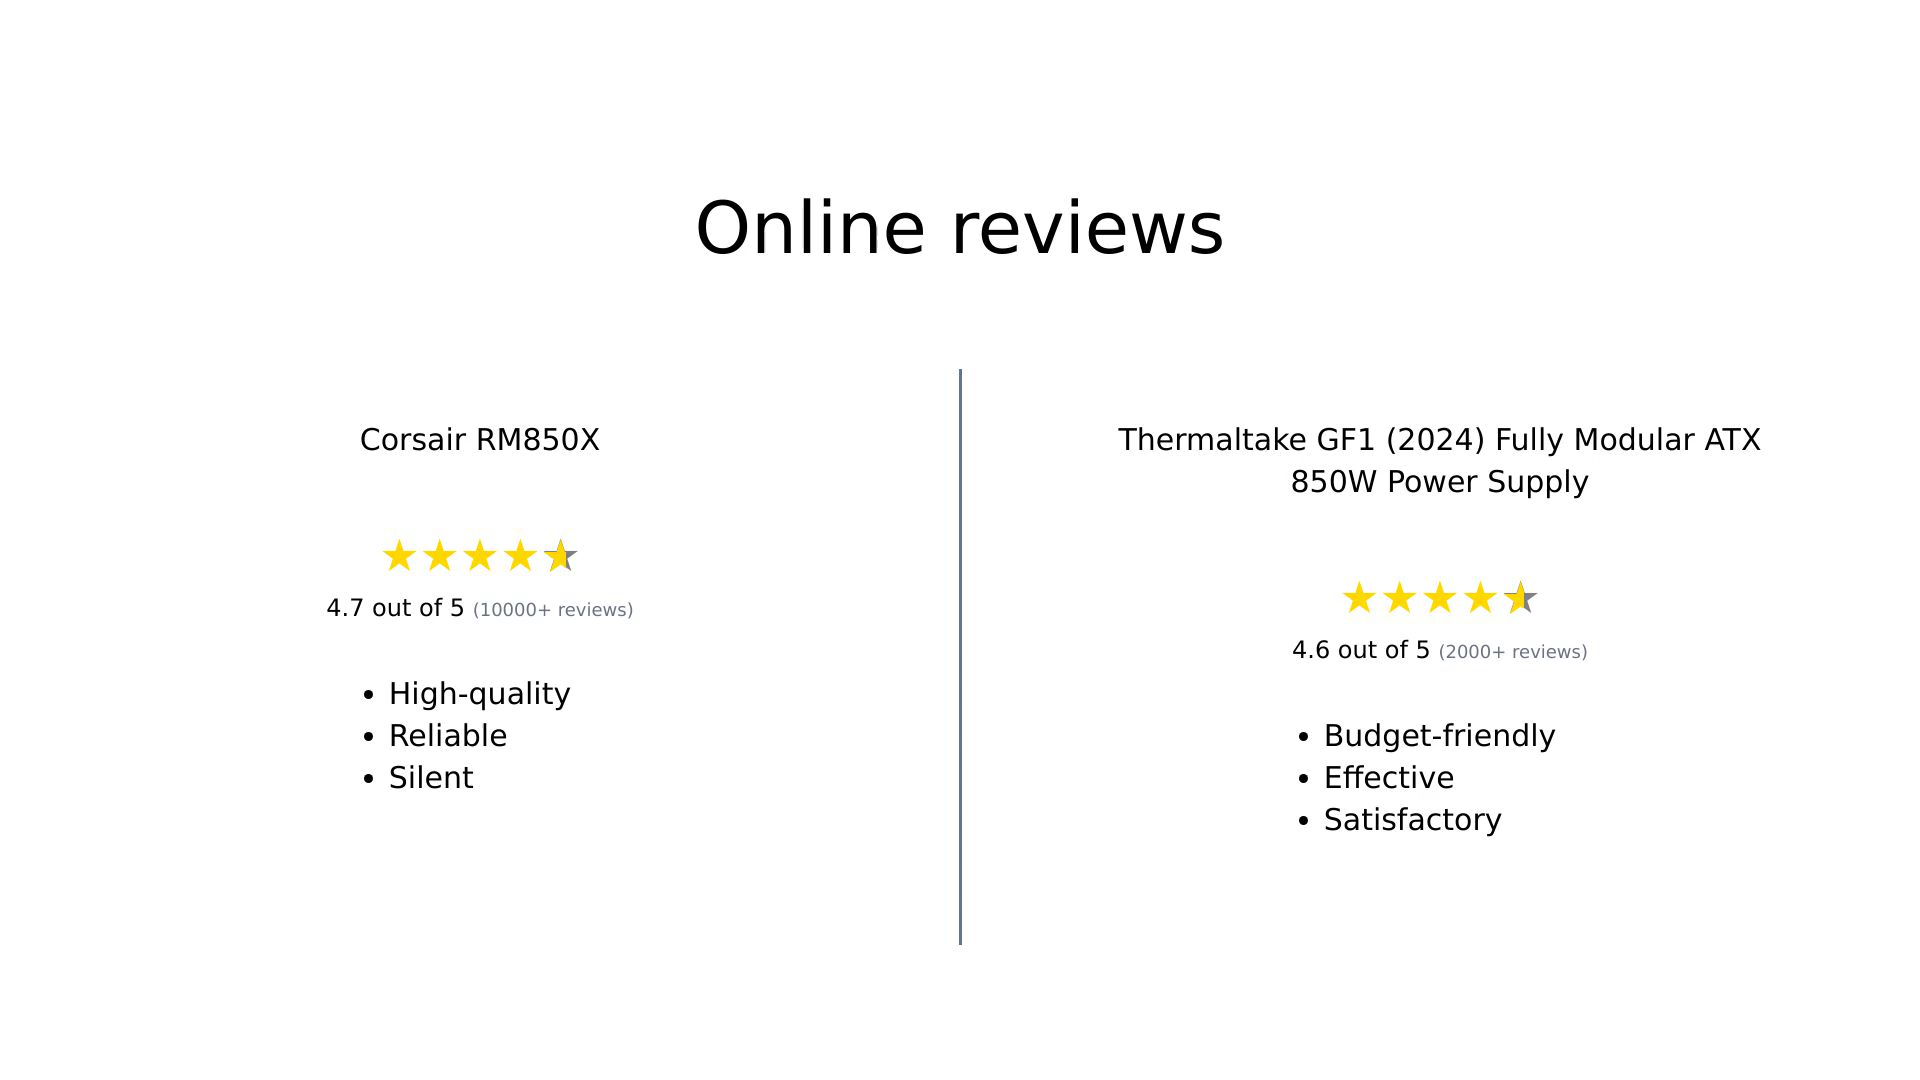 Online reviews
Corsair RM850X
4.7 out of 5 (10000+ reviews)
• High-quality
• Reliable
• Silent
Thermaltake GF1 (2024) Fully Modular ATX
850W Power Supply
4.6 out of 5 (2000+ reviews)
• Budget-friendly
• Effective
• Satisfactory